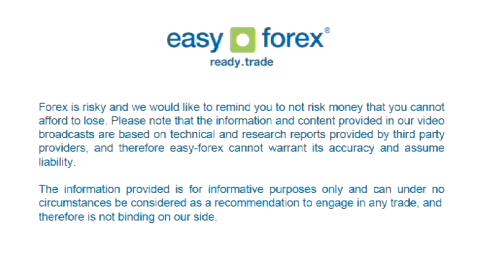 easy forex®
ready.trade
Forex is risky and we would like to remind you to not risk money that you cannot
afford to lose. Please note that the information and content provided in our video
broadcasts are based on technical and research reports provided by third party
providers, and therefore easy-forex cannot warrant its accuracy and assume
liability.
The information provided is for informative purposes only and can under no
circumstances be considered as a recommendation to engage in any trade, and
therefore is not binding on our side.